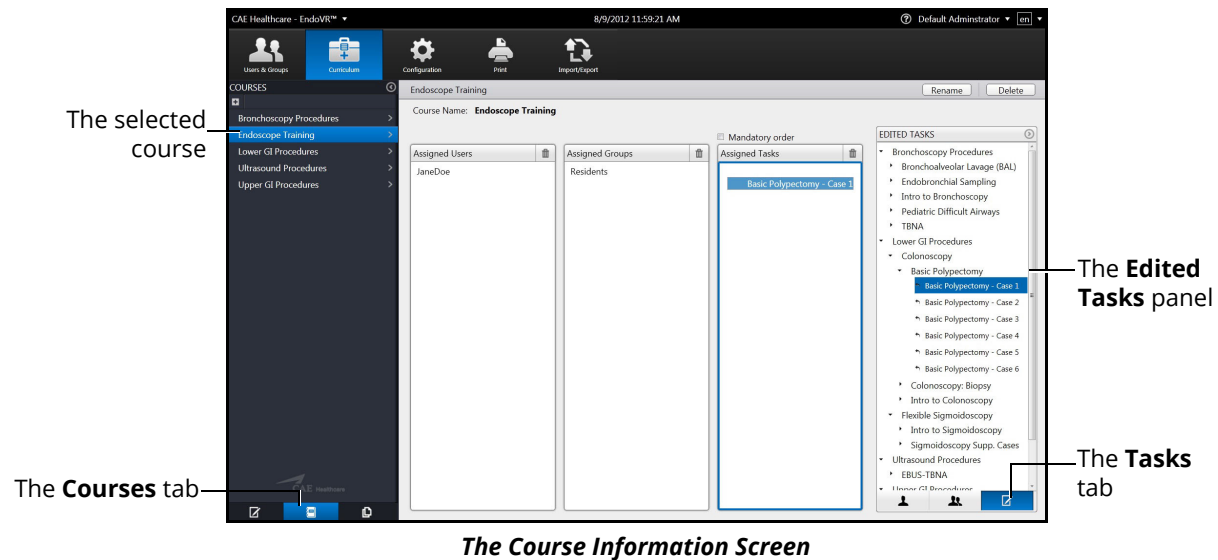 CAE Healthcare - EndoVR™
8/9/2012 11:59:21 AM
Default Adminstrator
en
Users & Groups
Curriculum
Configuration
Print
Import/Export
COURSES
Bronchoscopy Procedures
Endoscope Training
Lower GI Procedures
Ultrasound Procedures
Upper GI Procedures
The selected
course
The Courses tab
CAE Healthcare
Endoscope Training
Rename
Delete
Course Name: Endoscope Training
Mandatory order
Assigned Users
JaneDoe
Assigned Groups
Residents
Assigned Tasks
Basic Polypectomy - Case 1
EDITED TASKS
Bronchoscopy Procedures
Bronchoalveolar Lavage (BAL)
Endobronchial Sampling
Intro to Bronchoscopy
Pediatric Difficult Airways
TBNA
Lower GI Procedures
Colonoscopy
Basic Polypectomy
Basic Polypectomy - Case 1
Basic Polypectomy - Case 2
Basic Polypectomy - Case 3
Basic Polypectomy - Case 4
Basic Polypectomy - Case 5
Basic Polypectomy - Case 6
Colonoscopy: Biopsy
Intro to Colonoscopy
Flexible Sigmoidoscopy
Intro to Sigmoidoscopy
Sigmoidoscopy Supp. Cases
Ultrasound Procedures
EBUS-TBNA
Upper GI Procedures
The Edited
Tasks panel
The Tasks
tab
The Course Information Screen